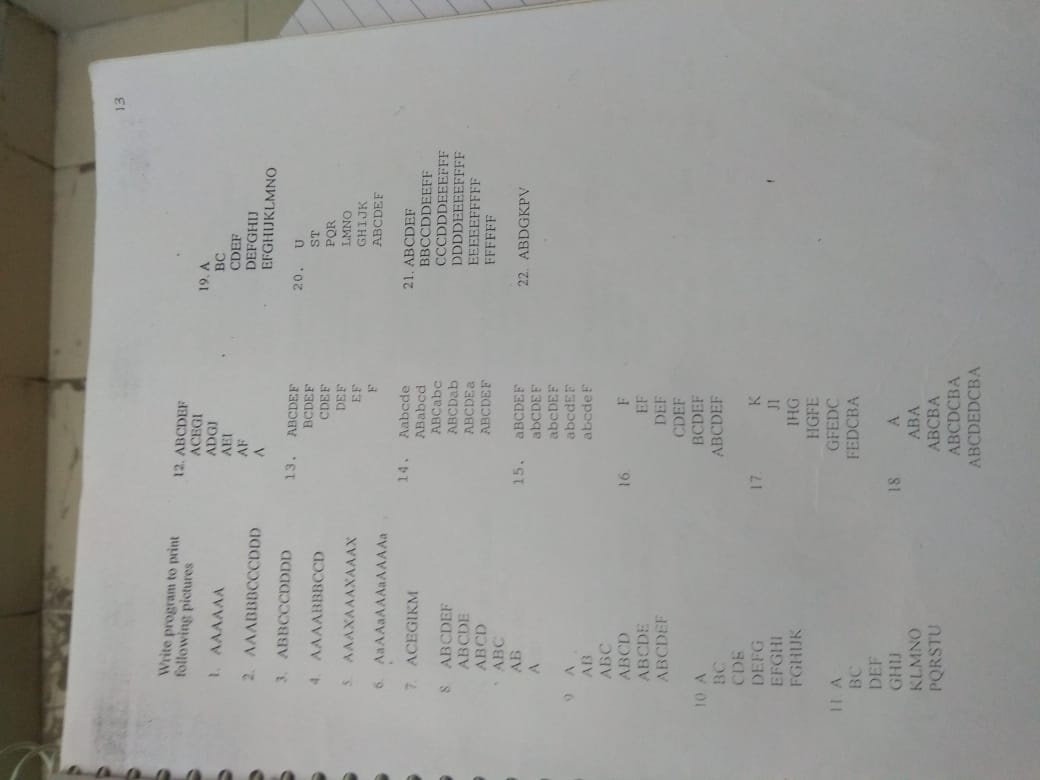 13
Write program to print
following pictures
1. AAAAAA
2. AAABBBCCCDDD
3. ABBCCCDDDD
4. AAAABBBCCD
5. AAAXAAAXAAAX
6. AaAAaAAAaAAAAa
7. ACEGIKM
8. ABCDEF
ABCDE
ABCD
ABC
AB
A
9 A
AB
ABC
ABCD
ABCDE
ABCDEF
10 A
BC
CDE
DEFG
EFGHI
FGHIJK
11 A
BC
DEF
GHIJ
KLMNO
PQRSTU
12. ABCDEF
ACEGI
ADGJ
AEI
AF
A
13. ABCDEF
BCDEF
CDEF
DEF
EF
F
14. Aabcde
ABabcd
ABCabc
ABCDab
ABCDEa
ABCDEF
15. aBCDEF
abCDEF
abcDEF
abcdEF
abcdeF
16. F
EF
DEF
CDEF
BCDEF
ABCDEF
17. K
JI
IHG
HGFE
GFEDC
FEDCBA
18 A
ABA
ABCBA
ABCDCBA
ABCDEDCBA
19. A
BC
CDEF
DEFGHIJ
EFGHIJKLMNO
20. U
ST
PQR
LMNO
GHIJK
ABCDEF
21. ABCDEF
BBCCDDEEFF
CCCDDDEEEFFF
DDDDEEEEFFFF
EEEEEFFFFF
FFFFFF
22. ABDGKPV